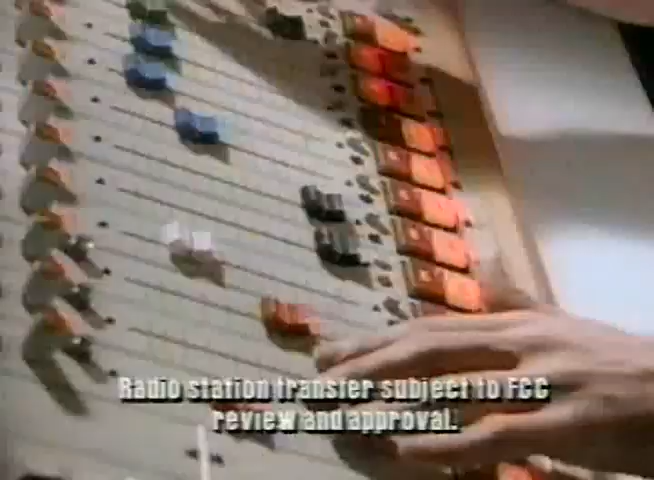 Radio station transfer subject to FCC
review and approval.